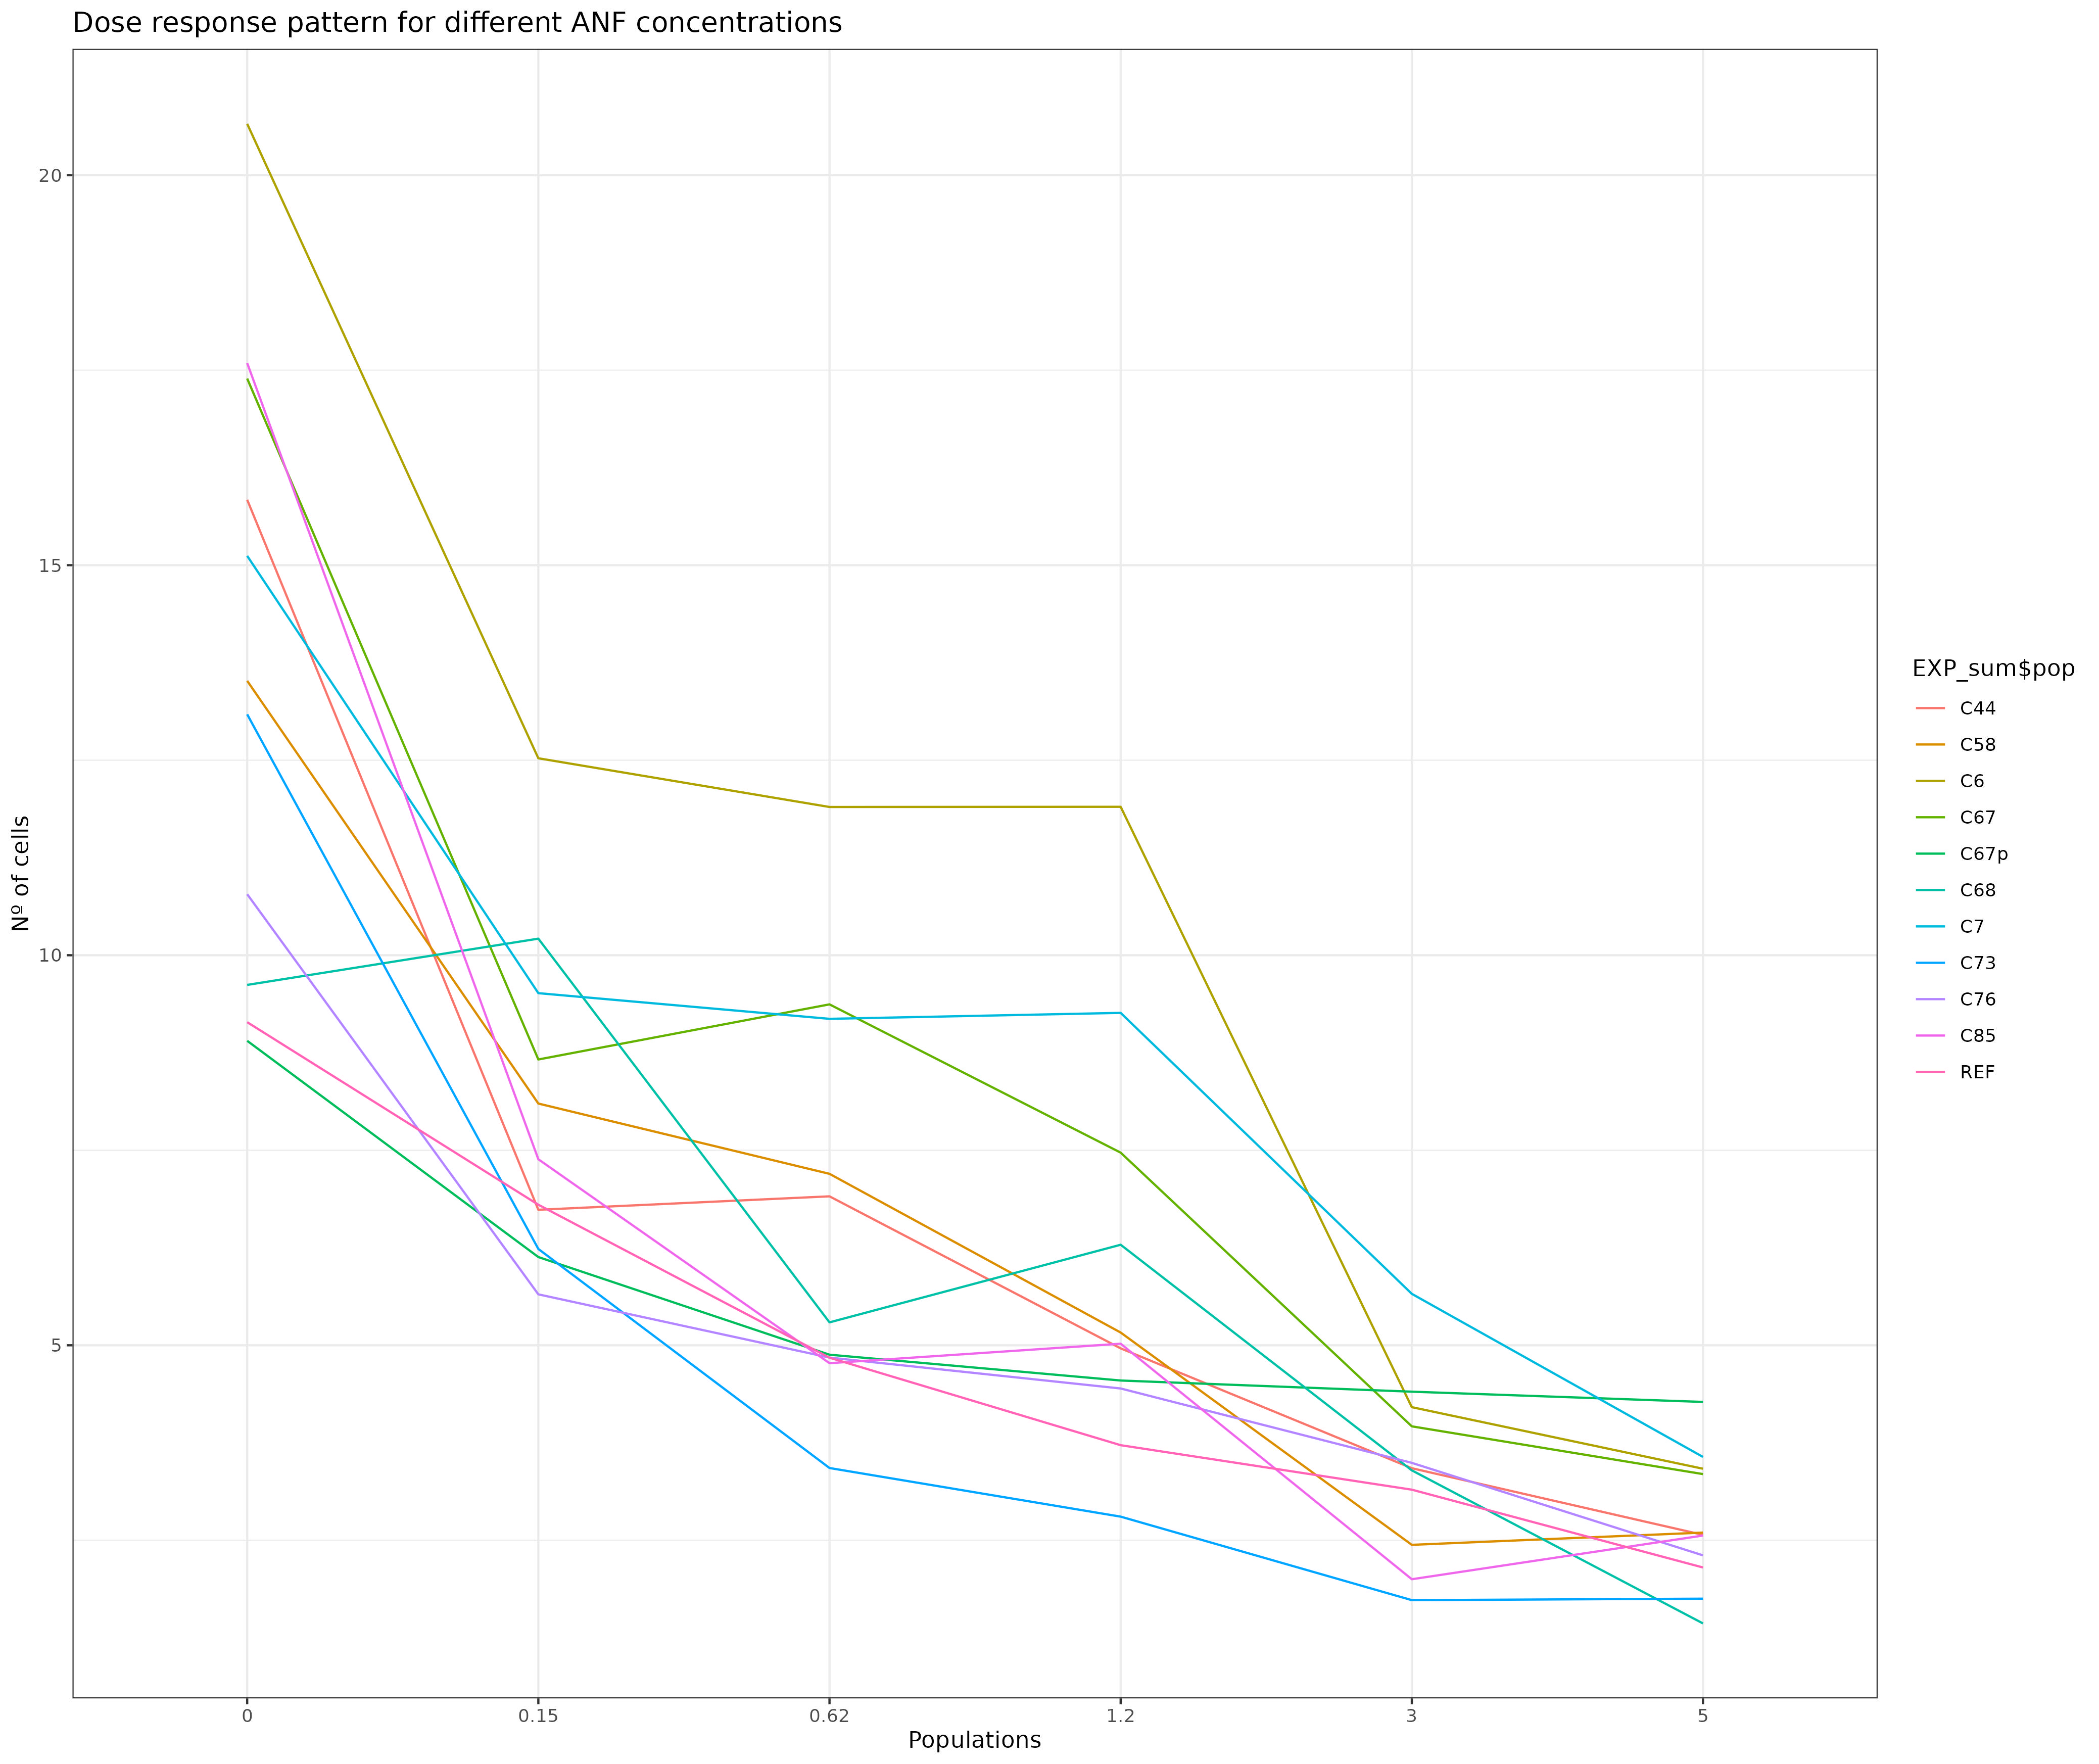 Dose response pattern for different ANF concentrations
20
15
10
5
Nº of cells
0 0.15 0.62 1.2 3 5
Populations
EXP_sum$pop
C44
C58
C6
C67
C67p
C68
C7
C73
C76
C85
REF